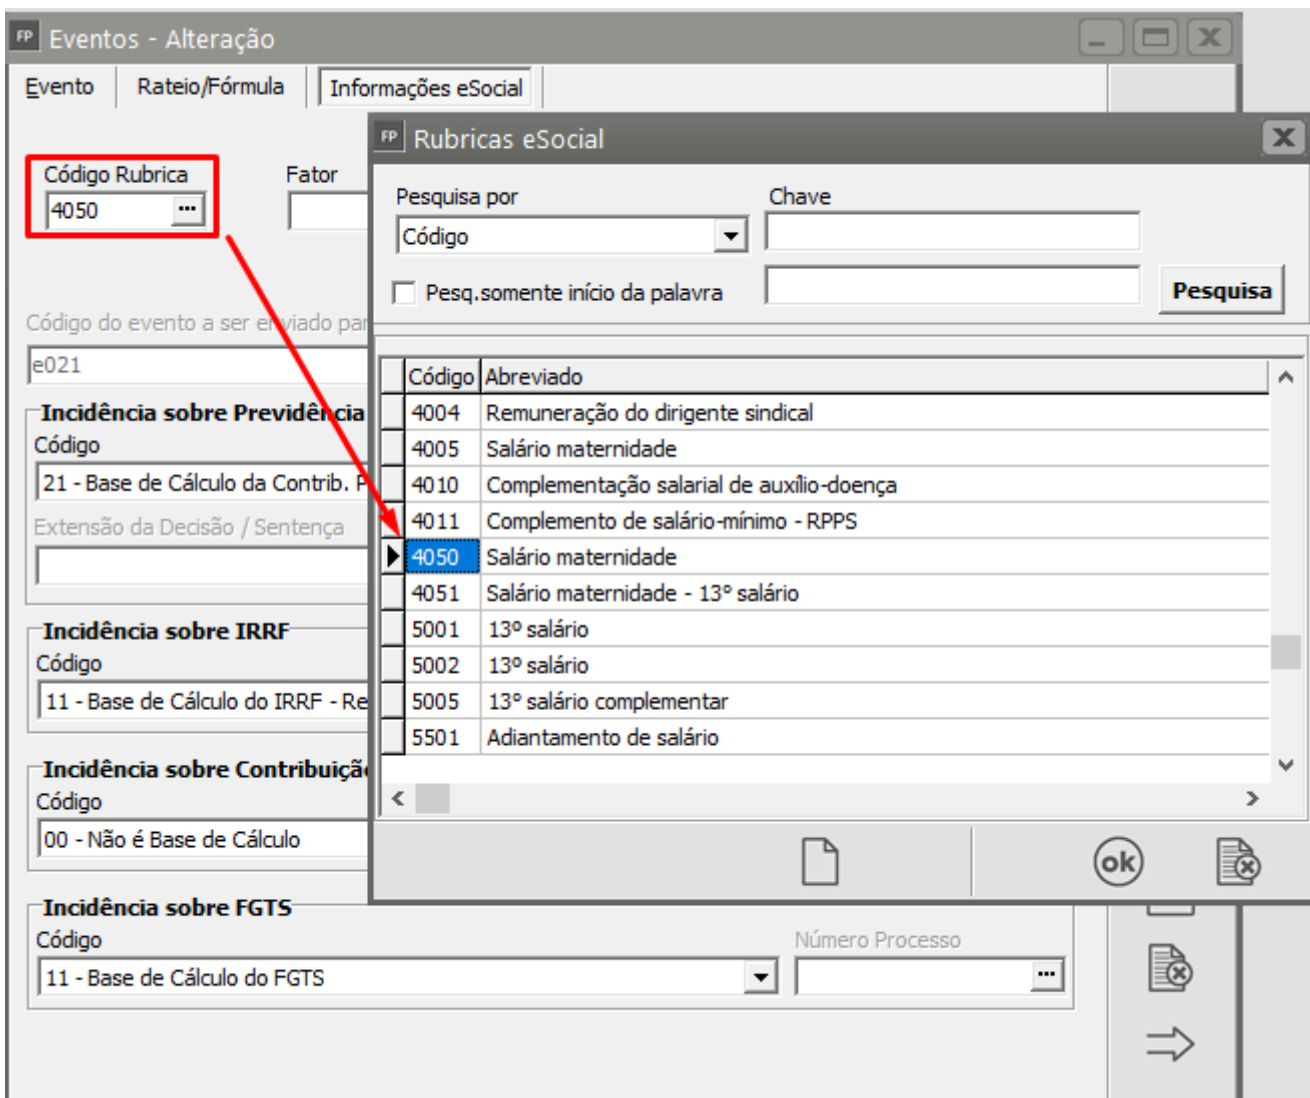 FP Eventos - Alteração
Evento Rateio/Fórmula Informações eSocial
Código Rubrica Fator
4050 ...
Código do evento a ser enviado par
e021
Incidência sobre Previdência
Código
21 - Base de Cálculo da Contrib. P
Extensão da Decisão / Sentença
Incidência sobre IRRF
Código
11 - Base de Cálculo do IRRF - Re
Incidência sobre Contribuiçã
Código
00 - Não é Base de Cálculo
Incidência sobre FGTS
Código Número Processo
11 - Base de Cálculo do FGTS ...
FP Rubricas eSocial
Pesquisa por Chave
Código
Pesq.somente início da palavra Pesquisa
Código Abreviado
4004 Remuneração do dirigente sindical
4005 Salário maternidade
4010 Complementação salarial de auxílio-doença
4011 Complemento de salário-mínimo - RPPS
4050 Salário maternidade
4051 Salário maternidade - 13º salário
5001 13º salário
5002 13º salário
5005 13º salário complementar
5501 Adiantamento de salário
ok